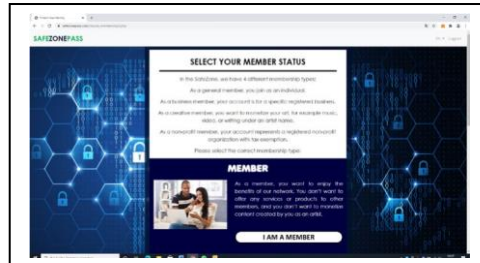 SAFEZONEPASS
SELECT YOUR MEMBER STATUS
In the SafeZone, we have 4 different membership types:
As a general member, you join as an individual.
As a business member, your account is for a specific registered business.
As a creative member, you want to monetize your art, for example music,
video, or writing under an artist name.
As a non-profit member, your account represents a registered non-profit
organization with tax exemption.
Please select the correct membership type:
MEMBER
As a member, you want to enjoy the
benefits of our network. You don't want to
offer any services or products to other
members, and you don't want to monetize
content created by you as an artist.
I AM A MEMBER